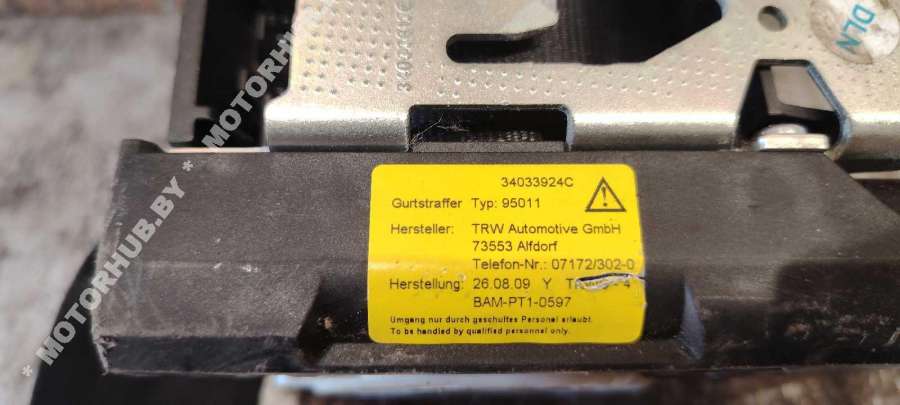 DLN
34033924C
Gurtstraffer Typ: 95011
Hersteller: TRW Automotive GmbH
73553 Alfdorf
Telefon-Nr.: 07172/302-0
Herstellung: 26.08.09 Y
BAM-PT1-0597
Umgang nur durch geschultes Personal erlaubt.
To be handled by qualified personnel only.
* MOTORHUB.BY * MOTORHUB